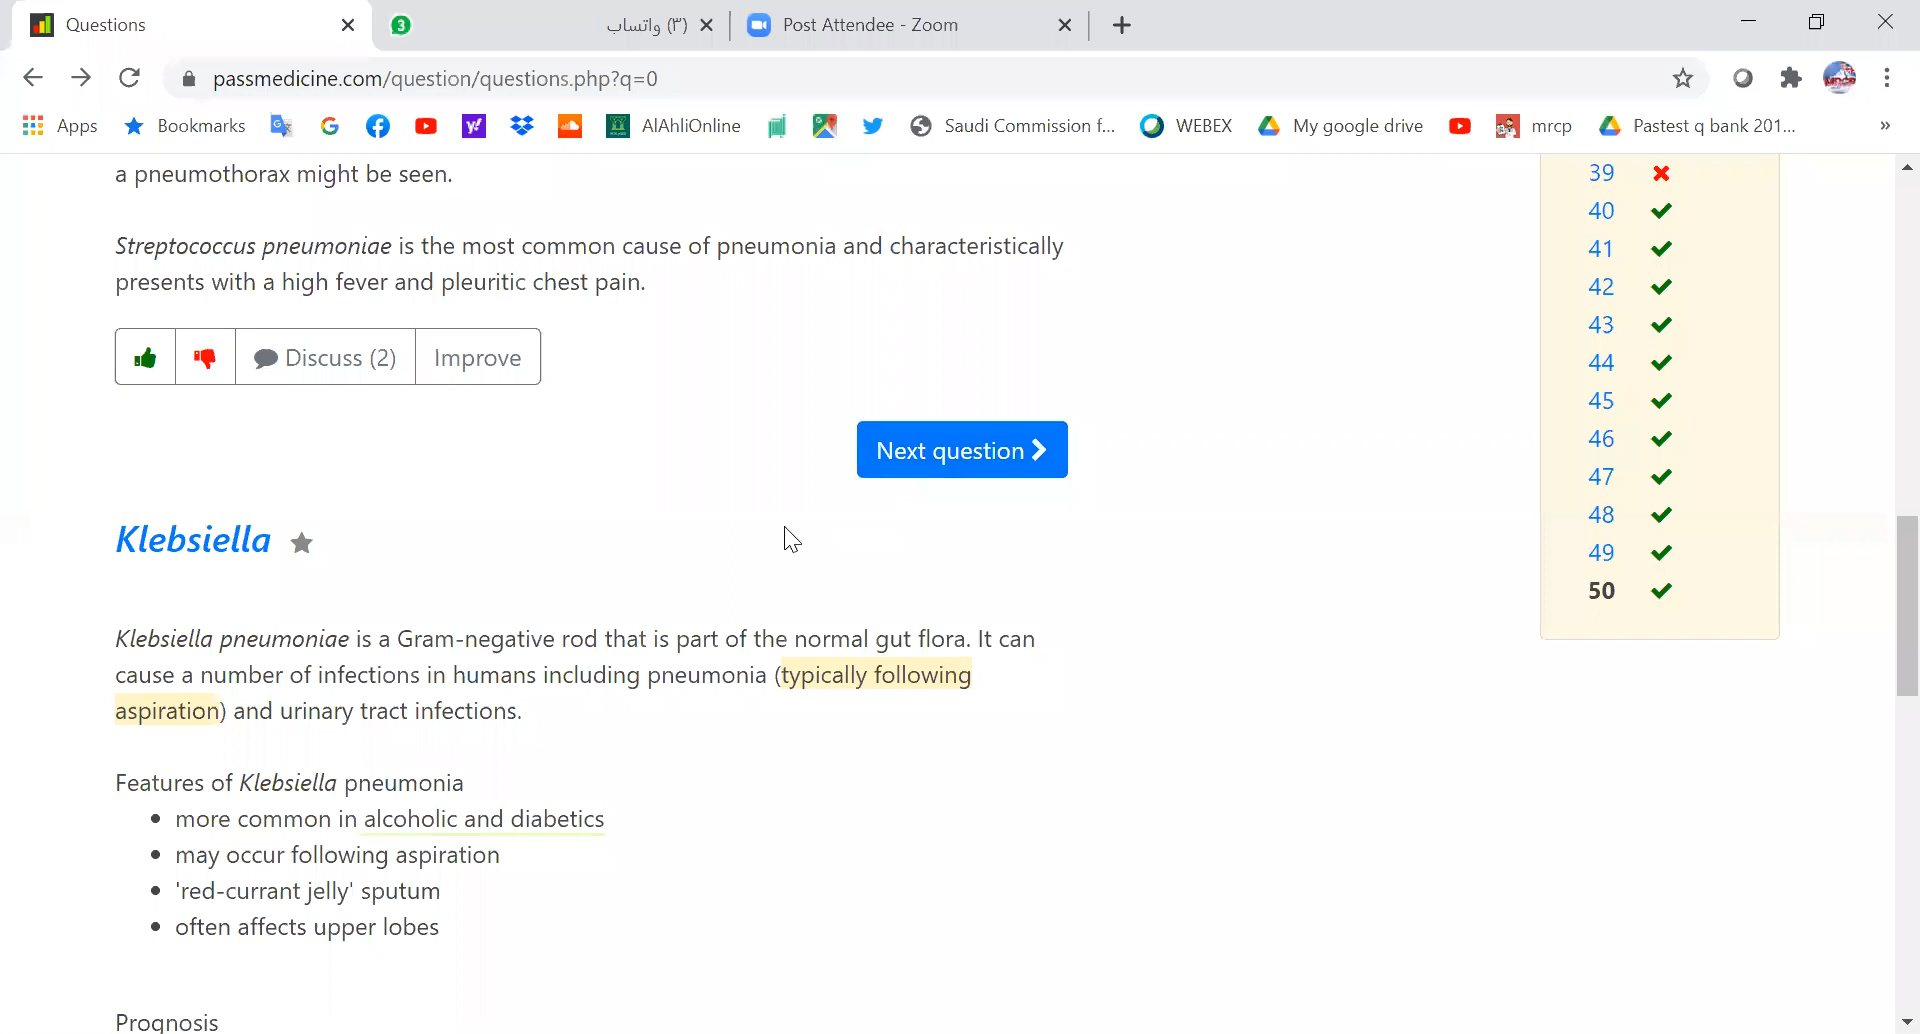 Questions
3
(٣) واتساب
Post Attendee - Zoom
passmedicine.com/question/questions.php?q=0
Apps
Bookmarks
AlAhliOnline
Saudi Commission f...
WEBEX
My google drive
mrcp
Pastest q bank 201...
»
a pneumothorax might be seen.
Streptococcus pneumoniae is the most common cause of pneumonia and characteristically
presents with a high fever and pleuritic chest pain.
Discuss (2)
Improve
Next question
Klebsiella
Klebsiella pneumoniae is a Gram-negative rod that is part of the normal gut flora. It can
cause a number of infections in humans including pneumonia (typically following
aspiration) and urinary tract infections.
Features of Klebsiella pneumonia
• more common in alcoholic and diabetics
• may occur following aspiration
• 'red-currant jelly' sputum
• often affects upper lobes
Prognosis
39
40
41
42
43
44
45
46
47
48
49
50